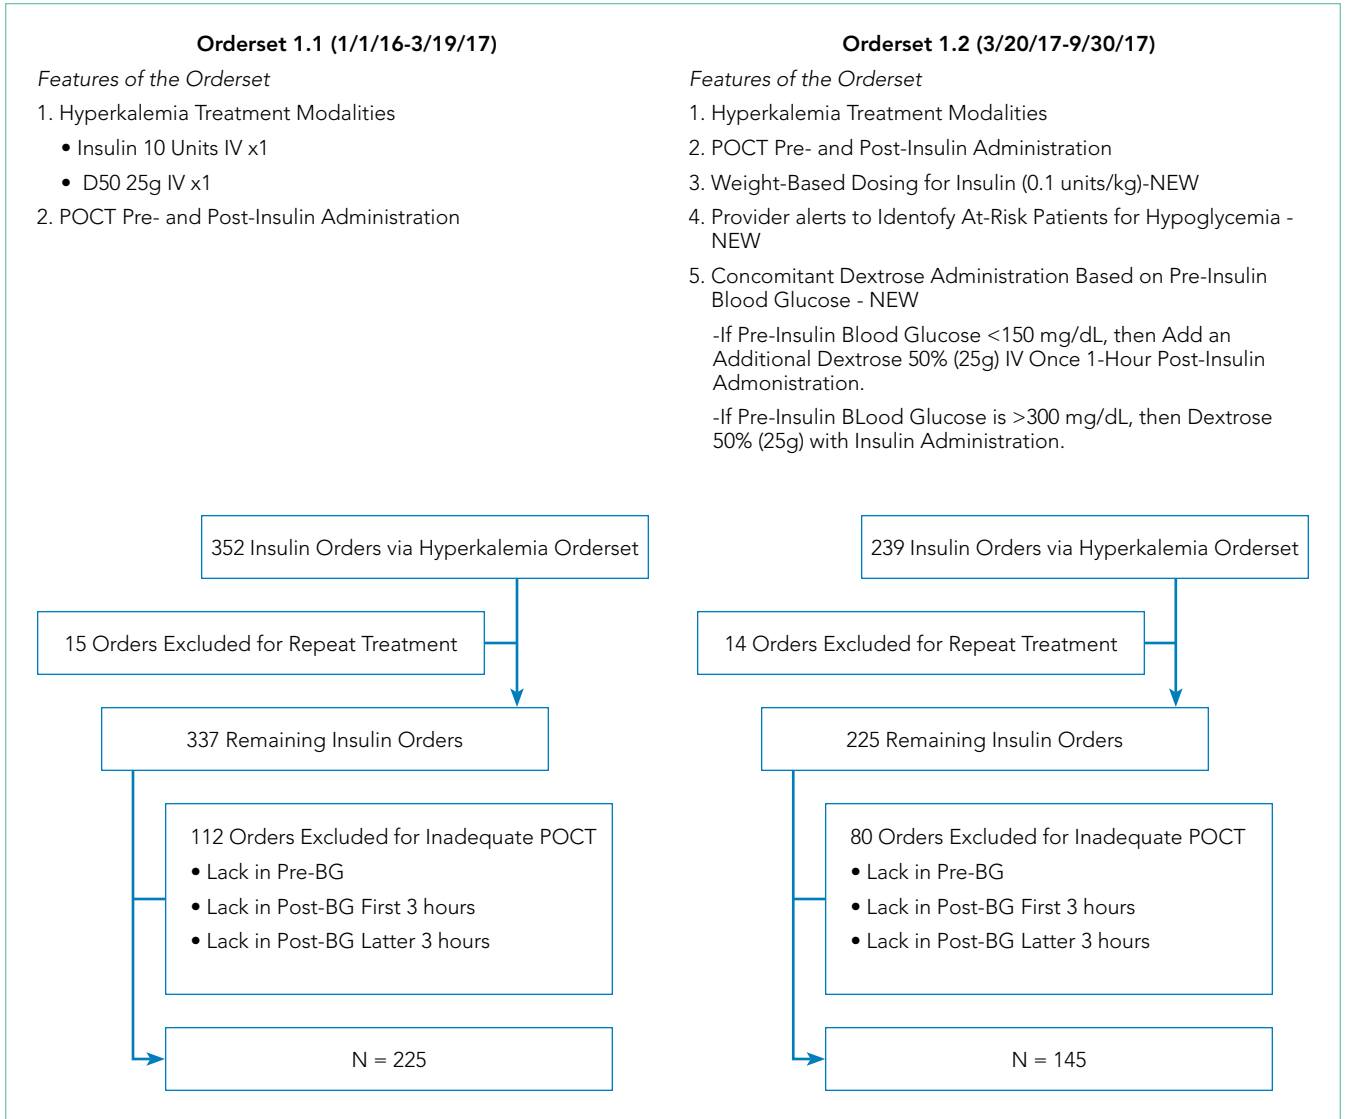 Orderset 1.1 (1/1/16-3/19/17)
Features of the Orderset
1. Hyperkalemia Treatment Modalities
• Insulin 10 Units IV x1
• D50 25g IV x1
2. POCT Pre- and Post-Insulin Administration
352 Insulin Orders via Hyperkalemia Orderset
15 Orders Excluded for Repeat Treatment
337 Remaining Insulin Orders
112 Orders Excluded for Inadequate POCT
• Lack in Pre-BG
• Lack in Post-BG First 3 hours
• Lack in Post-BG Latter 3 hours
N = 225
Orderset 1.2 (3/20/17-9/30/17)
Features of the Orderset
1. Hyperkalemia Treatment Modalities
2. POCT Pre- and Post-Insulin Administration
3. Weight-Based Dosing for Insulin (0.1 units/kg)-NEW
4. Provider alerts to Identofy At-Risk Patients for Hypoglycemia -
NEW
5. Concomitant Dextrose Administration Based on Pre-Insulin
Blood Glucose - NEW
-If Pre-Insulin Blood Glucose <150 mg/dL, then Add an
Additional Dextrose 50% (25g) IV Once 1-Hour Post-Insulin
Admonistration.
-If Pre-Insulin BLood Glucose is >300 mg/dL, then Dextrose
50% (25g) with Insulin Administration.
239 Insulin Orders via Hyperkalemia Orderset
14 Orders Excluded for Repeat Treatment
225 Remaining Insulin Orders
80 Orders Excluded for Inadequate POCT
• Lack in Pre-BG
• Lack in Post-BG First 3 hours
• Lack in Post-BG Latter 3 hours
N = 145